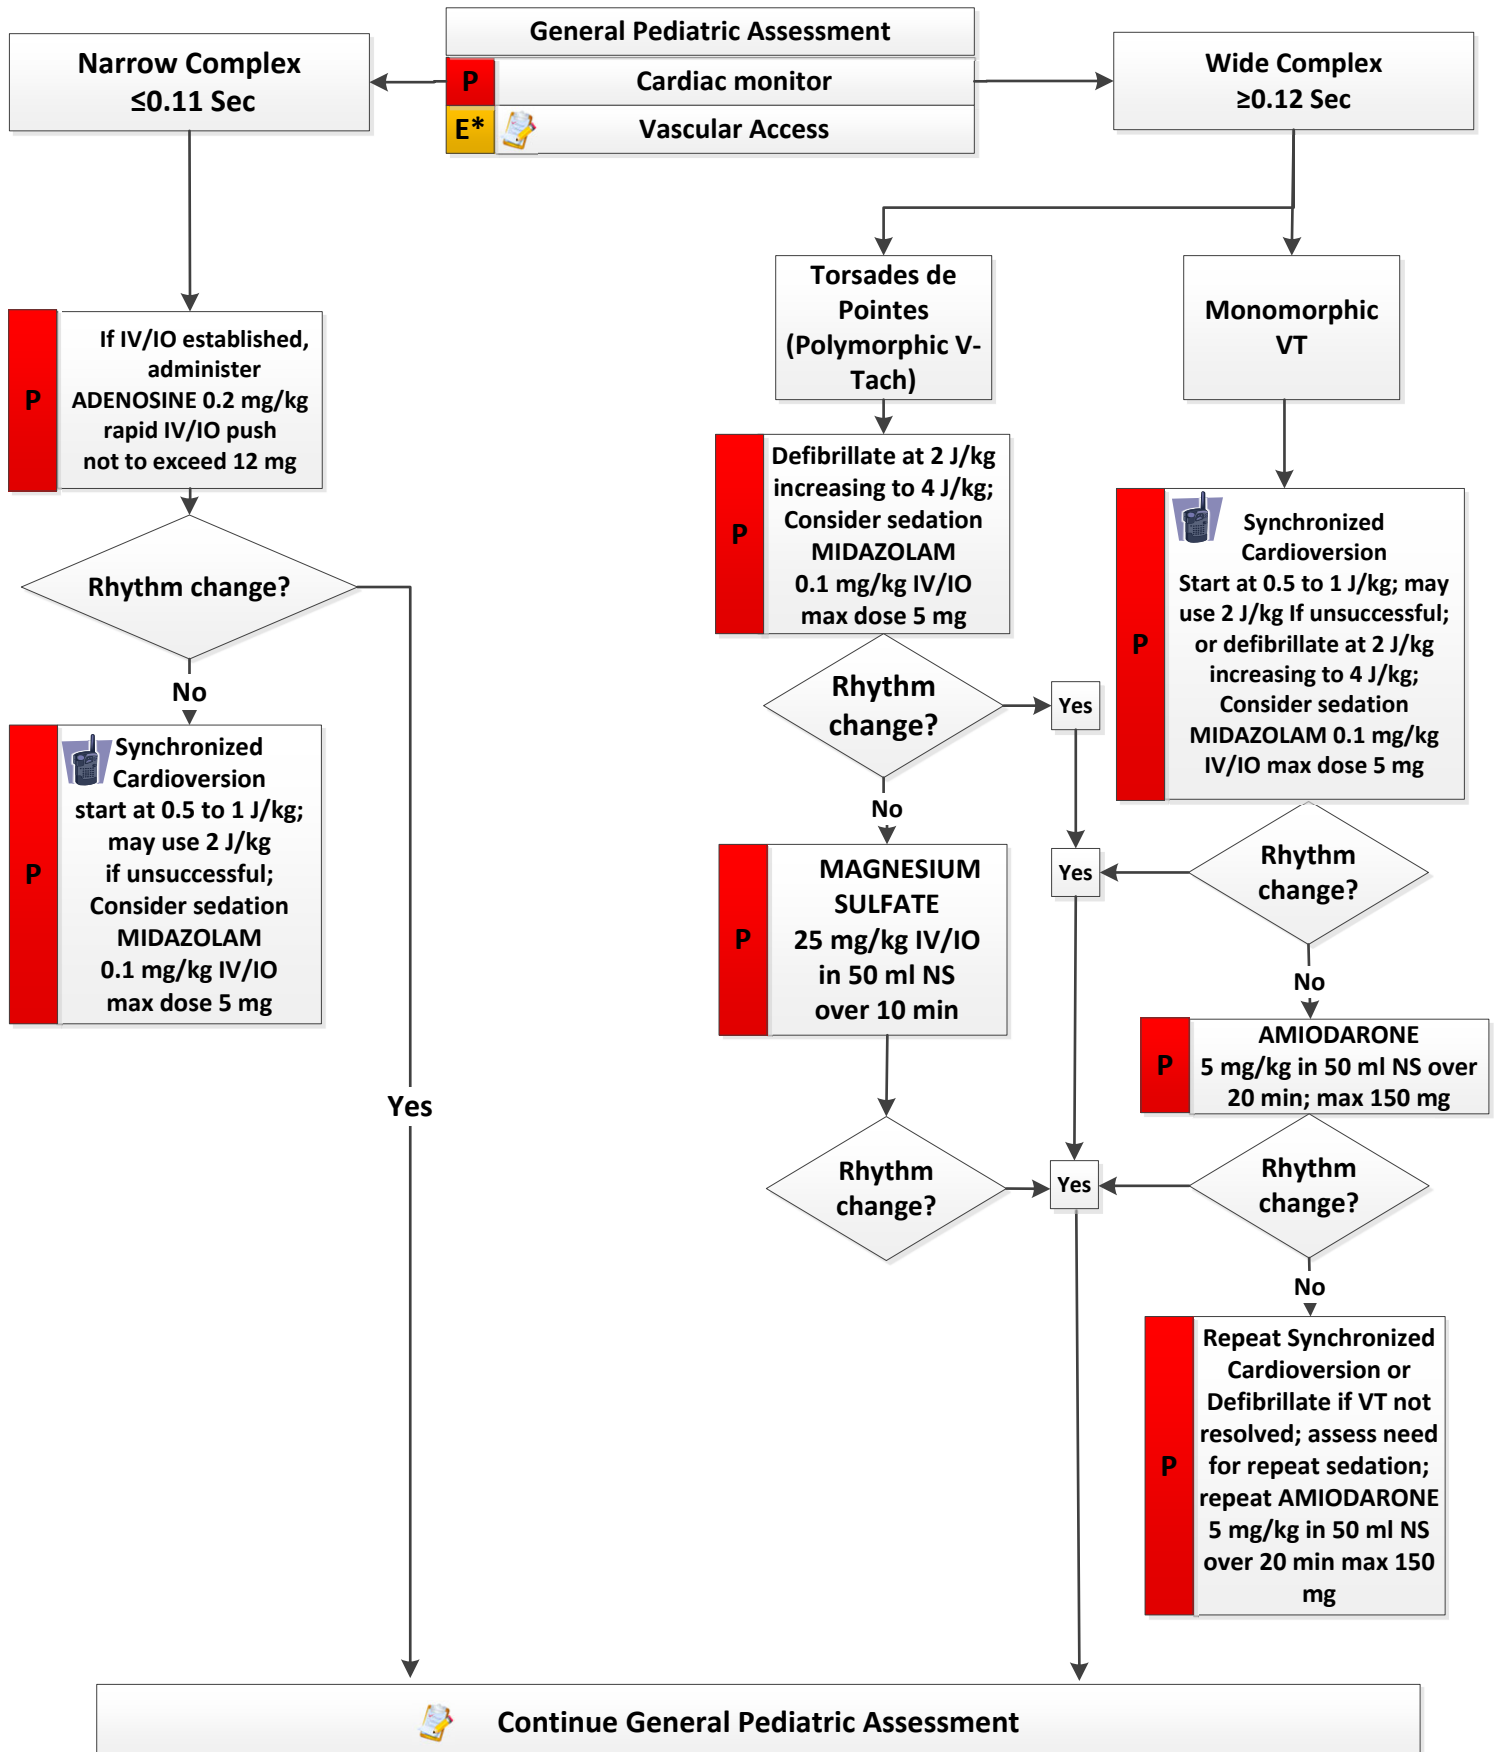 General Pediatric Assessment
P
Cardiac monitor
E*
Vascular Access
Narrow Complex
≤0.11 Sec
Wide Complex
≥0.12 Sec
P
If IV/IO established,
administer
ADENOSINE 0.2 mg/kg
rapid IV/IO push
not to exceed 12 mg
Rhythm change?
No
P
Synchronized
Cardioversion
start at 0.5 to 1 J/kg;
may use 2 J/kg
if unsuccessful;
Consider sedation
MIDAZOLAM
0.1 mg/kg IV/IO
max dose 5 mg
Yes
Torsades de
Pointes
(Polymorphic V-
Tach)
P
Defibrillate at 2 J/kg
increasing to 4 J/kg;
Consider sedation
MIDAZOLAM
0.1 mg/kg IV/IO
max dose 5 mg
Rhythm
change?
Yes
No
P
MAGNESIUM
SULFATE
25 mg/kg IV/IO
in 50 ml NS
over 10 min
Rhythm
change?
Monomorphic
VT
P
Synchronized
Cardioversion
Start at 0.5 to 1 J/kg; may
use 2 J/kg If unsuccessful;
or defibrillate at 2 J/kg
increasing to 4 J/kg;
Consider sedation
MIDAZOLAM 0.1 mg/kg
IV/IO max dose 5 mg
Rhythm
change?
Yes
No
P
AMIODARONE
5 mg/kg in 50 ml NS over
20 min; max 150 mg
Rhythm
change?
Yes
No
P
Repeat Synchronized
Cardioversion or
Defibrillate if VT not
resolved; assess need
for repeat sedation;
repeat AMIODARONE
5 mg/kg in 50 ml NS
over 20 min max 150
mg
Continue General Pediatric Assessment